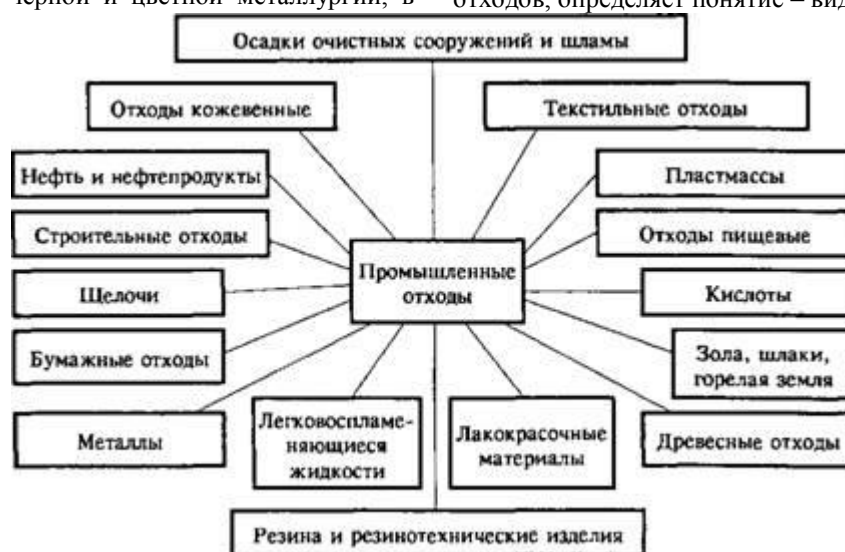 черной и цветной металлургии, в
отходов, определяет понятие – вид
Осадки очистных сооружений и шламы
Отходы кожевенные
Текстильные отходы
Нефть и нефтепродукты
Пластмассы
Строительные отходы
Отходы пищевые
Промышленные
отходы
Щелочи
Кислоты
Бумажные отходы
Зола, шлаки,
горелая земля
Металлы
Легковоспламе-
няющиеся
жидкости
Лакокрасочные
материалы
Древесные отходы
Резина и резинотехнические изделия